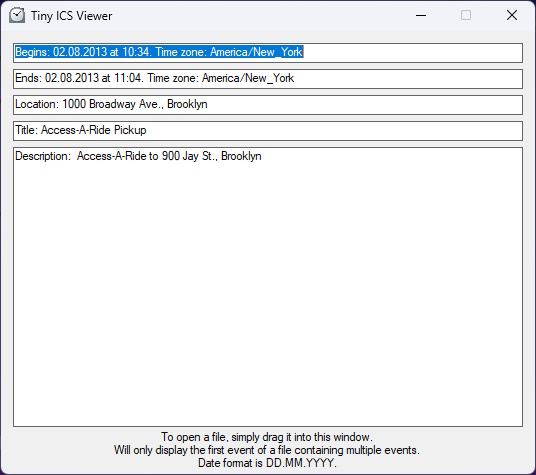 Tiny ICS Viewer
Begins: 02.08.2013 at 10:34. Time zone: America/New_York
Ends: 02.08.2013 at 11:04. Time zone: America/New_York
Location: 1000 Broadway Ave., Brooklyn
Title: Access-A-Ride Pickup
Description:  Access-A-Ride to 900 Jay St., Brooklyn
To open a file, simply drag it into this window.
Will only display the first event of a file containing multiple events.
Date format is DD.MM.YYYY.